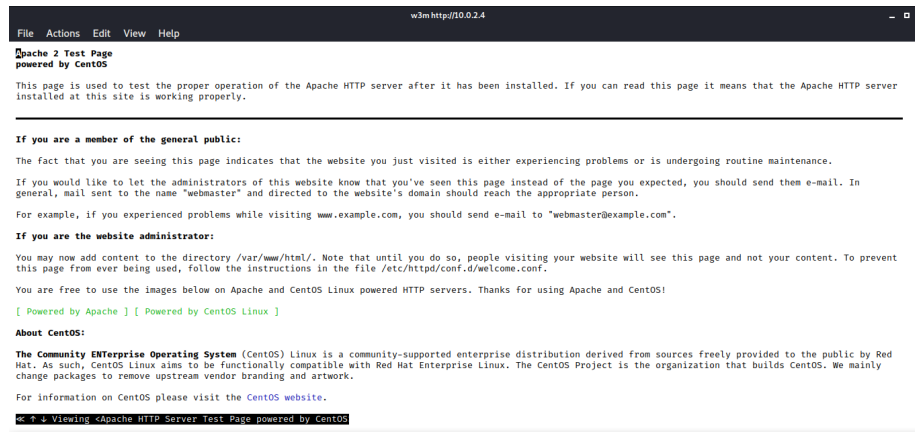 w3m http://10.0.2.4
File Actions Edit View Help
Apache 2 Test Page
powered by CentOS
This page is used to test the proper operation of the Apache HTTP server after it has been installed. If you can read this page it means that the Apache HTTP server
installed at this site is working properly.
If you are a member of the general public:
The fact that you are seeing this page indicates that the website you just visited is either experiencing problems or is undergoing routine maintenance.
If you would like to let the administrators of this website know that you've seen this page instead of the page you expected, you should send them e-mail. In
general, mail sent to the name "webmaster" and directed to the website's domain should reach the appropriate person.
For example, if you experienced problems while visiting www.example.com, you should send e-mail to "webmaster@example.com".
If you are the website administrator:
You may now add content to the directory /var/www/html/. Note that until you do so, people visiting your website will see this page and not your content. To prevent
this page from ever being used, follow the instructions in the file /etc/httpd/conf.d/welcome.conf.
You are free to use the images below on Apache and CentOS Linux powered HTTP servers. Thanks for using Apache and CentOS!
[ Powered by Apache ] [ Powered by CentOS Linux ]
About CentOS:
The Community ENTerprise Operating System (CentOS) Linux is a community-supported enterprise distribution derived from sources freely provided to the public by Red
Hat. As such, CentOS Linux aims to be functionally compatible with Red Hat Enterprise Linux. The CentOS Project is the organization that builds CentOS. We mainly
change packages to remove upstream vendor branding and artwork.
For information on CentOS please visit the CentOS website.
≪ ↑ ↓ Viewing <Apache HTTP Server Test Page powered by CentOS